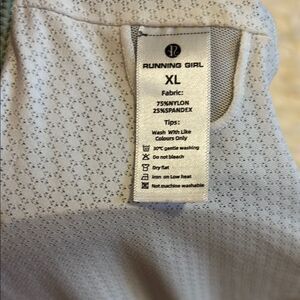 RUNNING GIRL
XL
Fabric:
75%NYLON
25%SPANDEX
Tips:
Wash With Like
Colours Only
30℃ gentle washing
Do not bleach
Dry flat
Iron on Low heat
Not machine washable